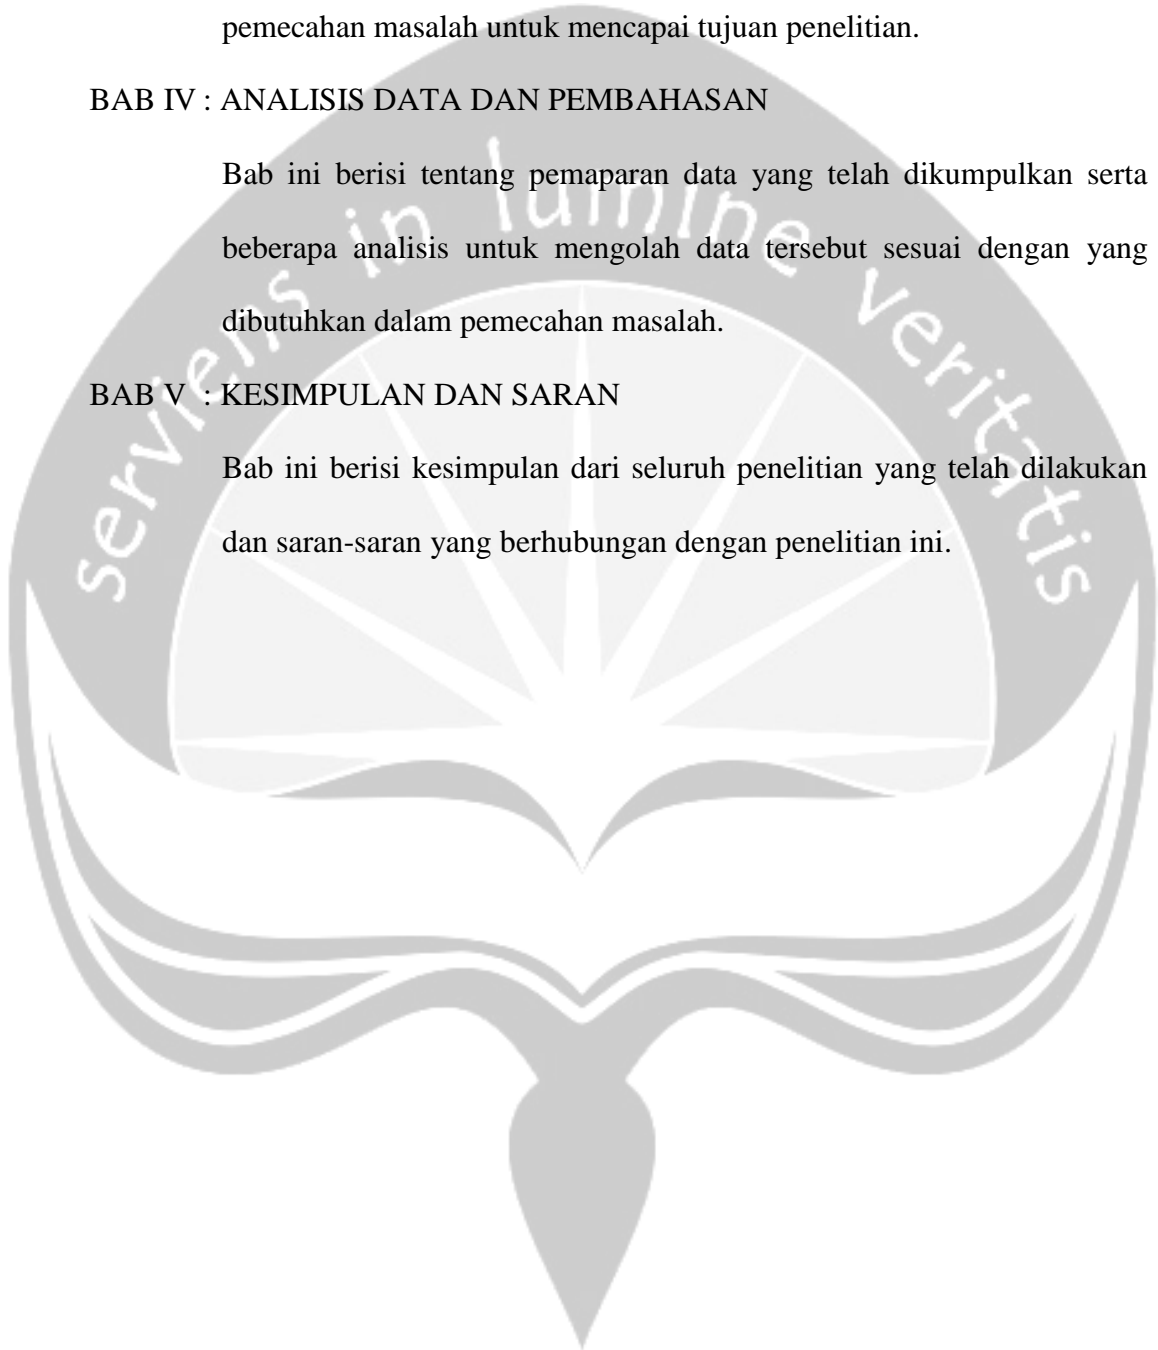 pemecahan masalah untuk mencapai tujuan penelitian.
BAB IV : ANALISIS DATA DAN PEMBAHASAN
Bab ini berisi tentang pemaparan data yang telah dikumpulkan serta
beberapa analisis untuk mengolah data tersebut sesuai dengan yang
dibutuhkan dalam pemecahan masalah.
BAB V : KESIMPULAN DAN SARAN
Bab ini berisi kesimpulan dari seluruh penelitian yang telah dilakukan
dan saran-saran yang berhubungan dengan penelitian ini.
serviens in lumine veritatis